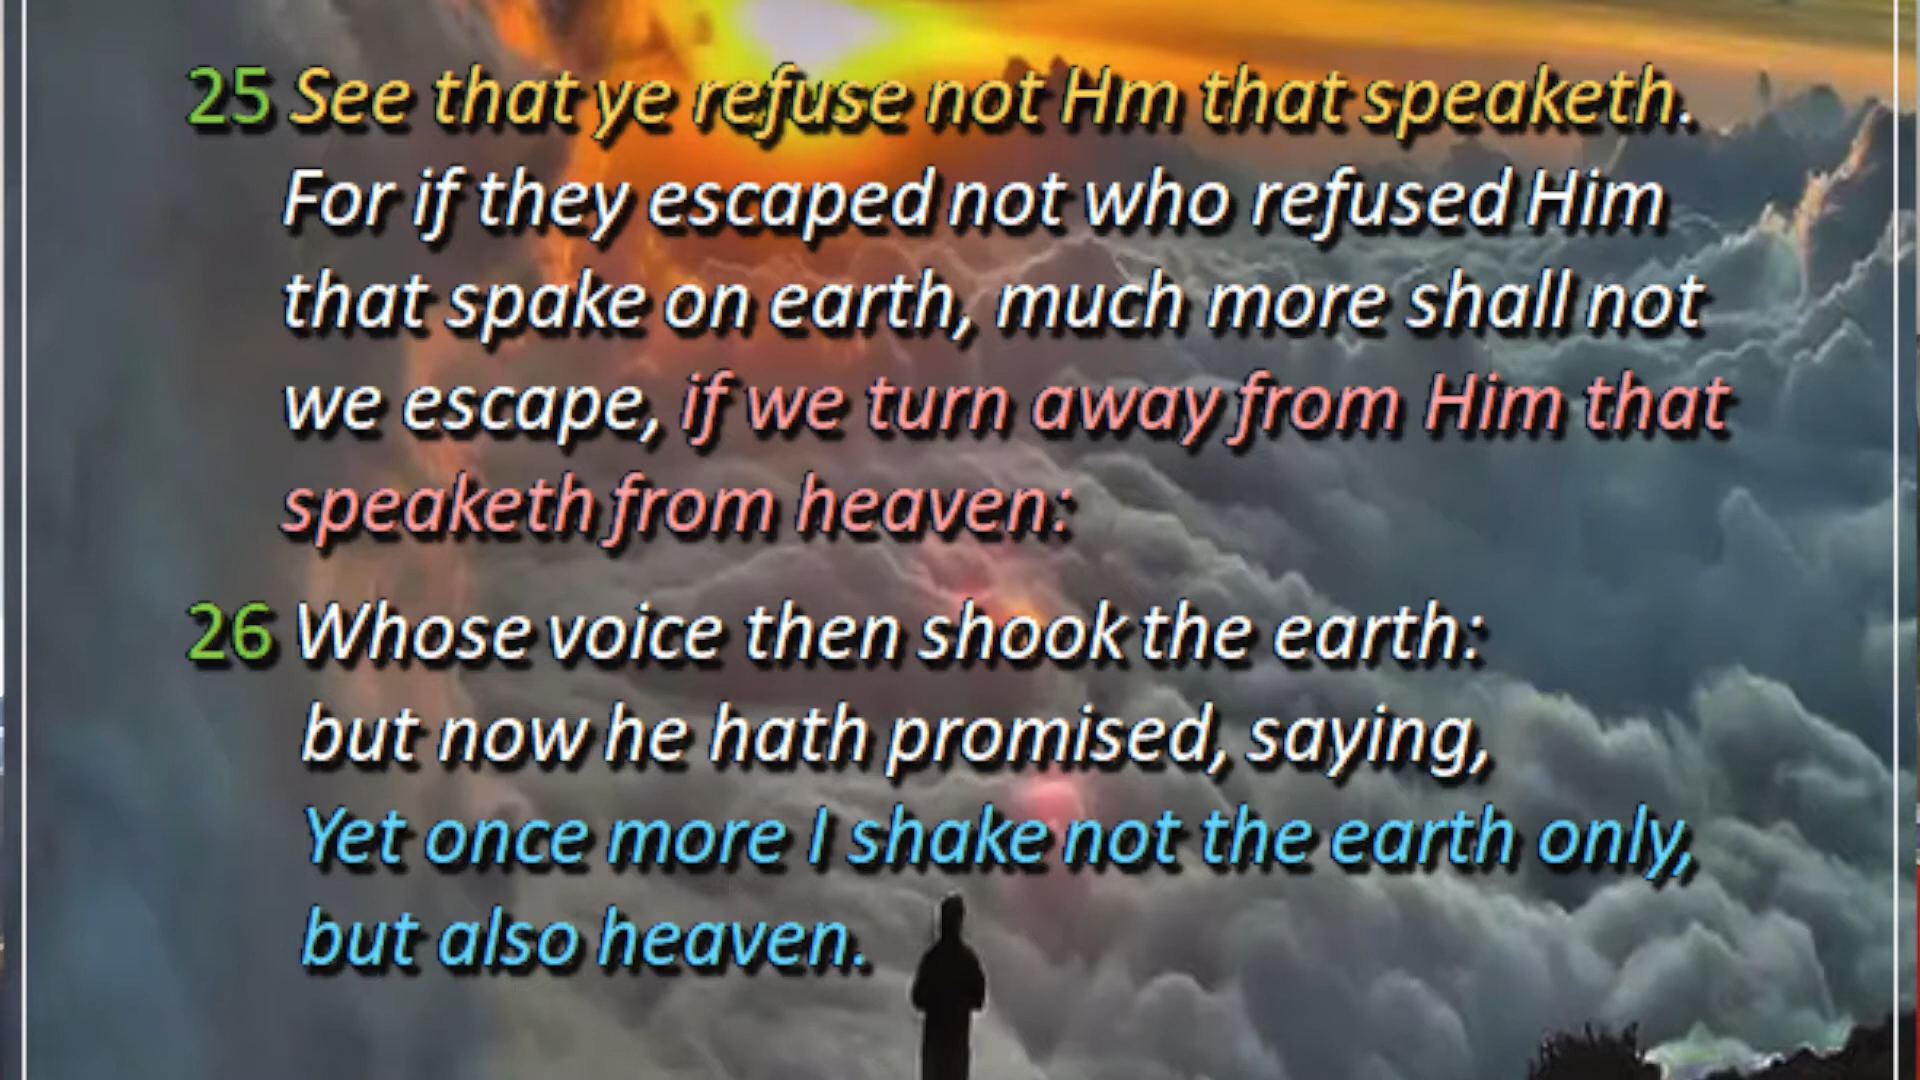 25 See that ye refuse not Hm that speaketh.
For if they escaped not who refused Him
that spake on earth, much more shall not
we escape, if we turn away from Him that
speaketh from heaven:
26 Whose voice then shook the earth:
but now he hath promised, saying,
Yet once more I shake not the earth only,
but also heaven.